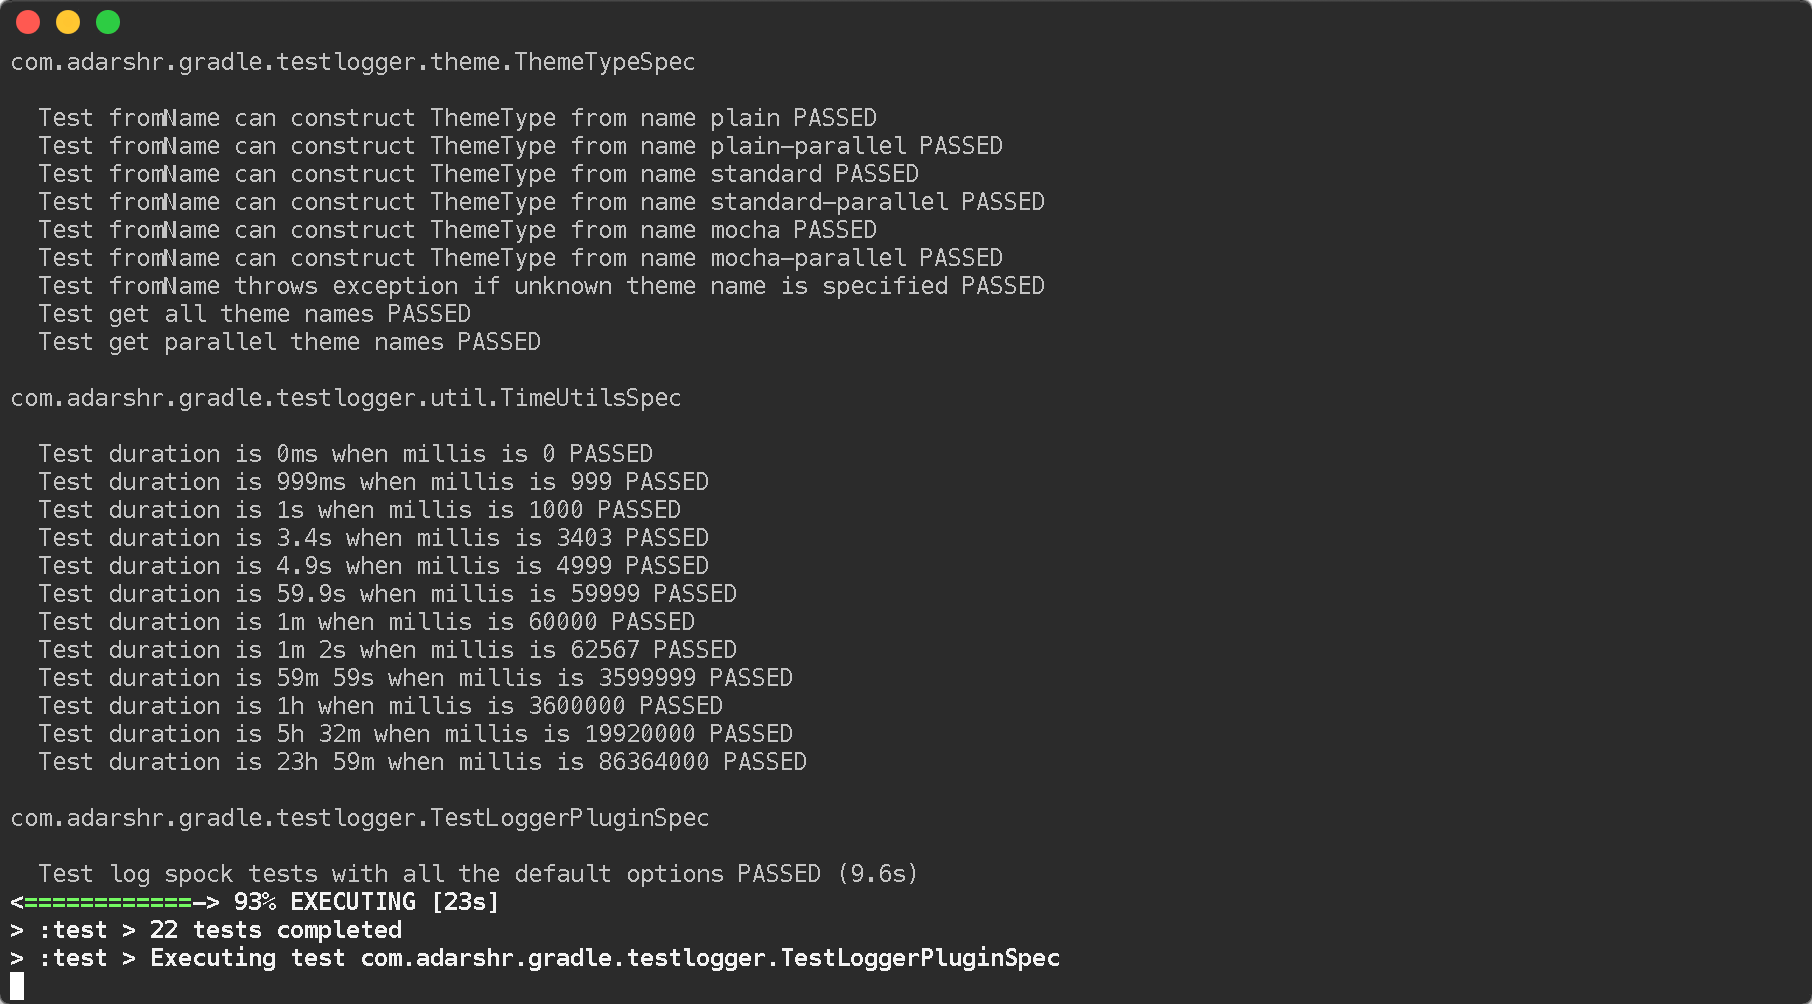 com.adarshr.gradle.testlogger.theme.ThemeTypeSpec
Test fromName can construct ThemeType from name plain PASSED
Test fromName can construct ThemeType from name plain-parallel PASSED
Test fromName can construct ThemeType from name standard PASSED
Test fromName can construct ThemeType from name standard-parallel PASSED
Test fromName can construct ThemeType from name mocha PASSED
Test fromName can construct ThemeType from name mocha-parallel PASSED
Test fromName throws exception if unknown theme name is specified PASSED
Test get all theme names PASSED
Test get parallel theme names PASSED
com.adarshr.gradle.testlogger.util.TimeUtilsSpec
Test duration is 0ms when millis is 0 PASSED
Test duration is 999ms when millis is 999 PASSED
Test duration is 1s when millis is 1000 PASSED
Test duration is 3.4s when millis is 3403 PASSED
Test duration is 4.9s when millis is 4999 PASSED
Test duration is 59.9s when millis is 59999 PASSED
Test duration is 1m when millis is 60000 PASSED
Test duration is 1m 2s when millis is 62567 PASSED
Test duration is 59m 59s when millis is 3599999 PASSED
Test duration is 1h when millis is 3600000 PASSED
Test duration is 5h 32m when millis is 19920000 PASSED
Test duration is 23h 59m when millis is 86364000 PASSED
com.adarshr.gradle.testlogger.TestLoggerPluginSpec
Test log spock tests with all the default options PASSED (9.6s)
<============-> 93% EXECUTING [23s]
> :test > 22 tests completed
> :test > Executing test com.adarshr.gradle.testlogger.TestLoggerPluginSpec